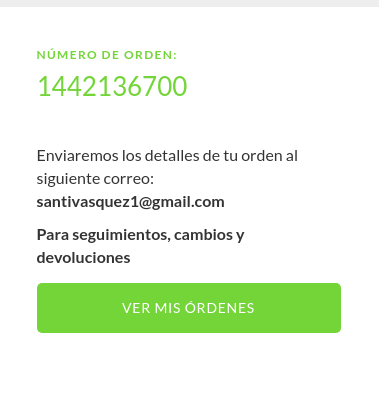 NÚMERO DE ORDEN:
1442136700
Enviaremos los detalles de tu orden al
siguiente correo:
santivasquez1@gmail.com
Para seguimientos, cambios y
devoluciones
VER MIS ÓRDENES